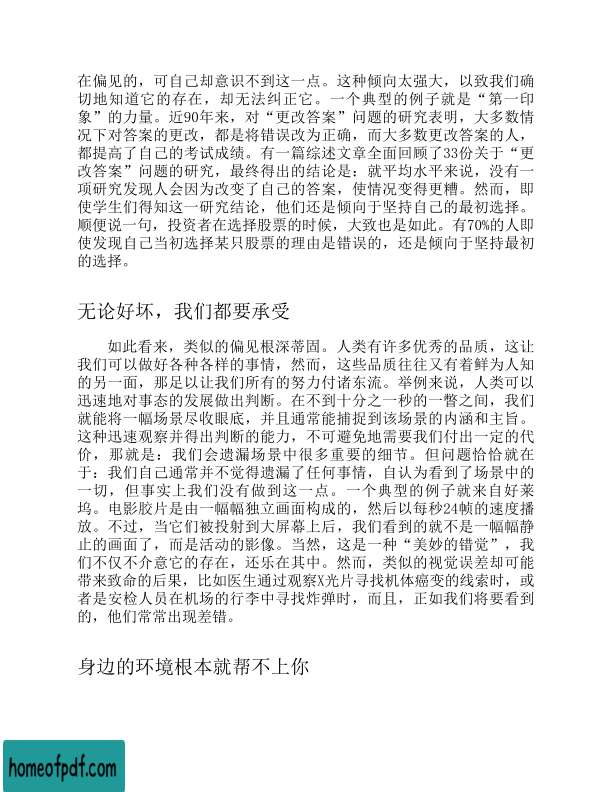 在偏见的，可自己却意识不到这一点。这种倾向太强大，以致我们确
切地知道它的存在，却无法纠正它。一个典型的例子就是“第一印
象”的力量。近90年来，对“更改答案”问题的研究表明，大多数情
况下对答案的更改，都是将错误改为正确，而大多数更改答案的人，
都提高了自己的考试成绩。有一篇综述文章全面回顾了33份关于“更
改答案”问题的研究，最终得出的结论是：就平均水平来说，没有一
项研究发现人会因为改变了自己的答案，使情况变得更糟。然而，即
使学生们得知这一研究结论，他们还是倾向于坚持自己的最初选择。
顺便说一句，投资者在选择股票的时候，大致也是如此。有70%的人即
使发现自己当初选择某只股票的理由是错误的，还是倾向于坚持最初
的选择。
无论好坏，我们都要承受
如此看来，类似的偏见根深蒂固。人类有许多优秀的品质，这让
我们可以做好各种各样的事情，然而，这些品质往往又有着鲜为人知
的另一面，那足以让我们所有的努力付诸东流。举例来说，人类可以
迅速地对事态的发展做出判断。在不到十分之一秒的一瞥之间，我们
就能将一幅场景尽收眼底，并且通常能捕捉到该场景的内涵和主旨。
这种迅速观察并得出判断的能力，不可避免地需要我们付出一定的代
价，那就是：我们会遗漏场景中很多重要的细节。但问题恰恰就在
于：我们自己通常并不觉得遗漏了任何事情，自认为看到了场景中的
一切，但事实上我们没有做到这一点。一个典型的例子就来自好莱
坞。电影胶片是由一幅幅独立画面构成的，然后以每秒24帧的速度播
放。不过，当它们被投射到大屏幕上后，我们看到的就不是一幅幅静
止的画面了，而是活动的影像。当然，这是一种“美妙的错觉”，我
们不仅不介意它的存在，还乐在其中。然而，类似的视觉误差却可能
带来致命的后果，比如医生通过观察X光片寻找机体癌变的线索时，或
者是安检人员在机场的行李中寻找炸弹时，而且，正如我们将要看到
的，他们常常出现差错。
身边的环境根本就帮不上你
homeofpdf.com